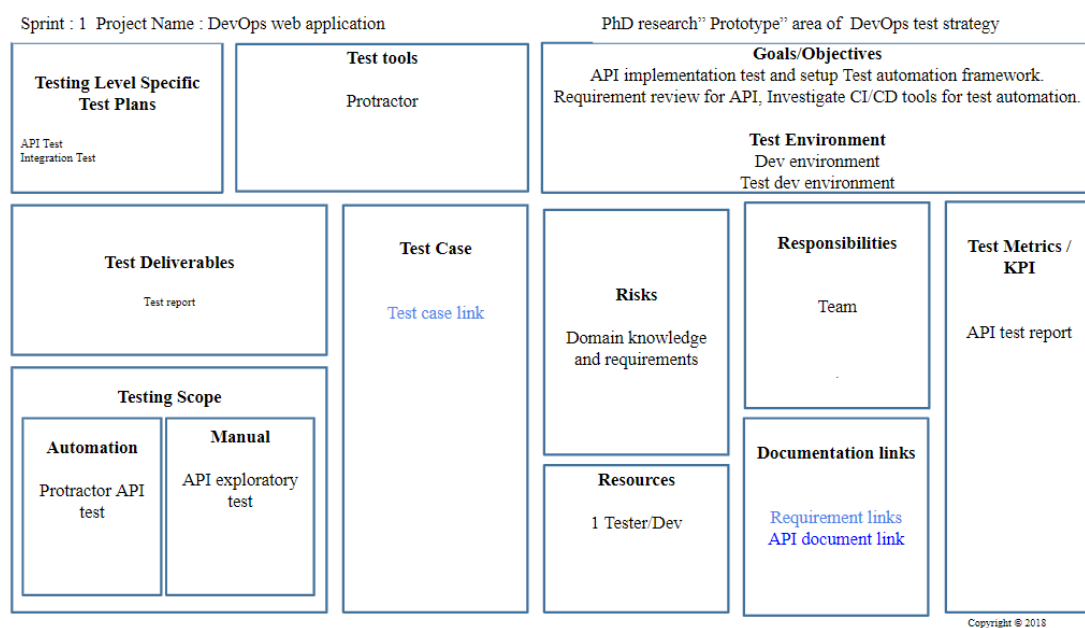 Sprint : 1 Project Name : DevOps web application
PhD research” Prototype” area of DevOps test strategy
Testing Level Specific
Test Plans
API Test
Integration Test
Test tools
Protractor
Goals/Objectives
API implementation test and setup Test automation framework.
Requirement review for API, Investigate CI/CD tools for test automation.
Test Environment
Dev environment
Test dev environment
Test Deliverables
Test report
Test Case
Test case link
Risks
Domain knowledge
and requirements
Responsibilities
Team
.
Test Metrics /
KPI
API test report
Testing Scope
Automation
Protractor API
test
Manual
API exploratory
test
Resources
1 Tester/Dev
Documentation links
Requirement links
API document link
Copyright © 2018